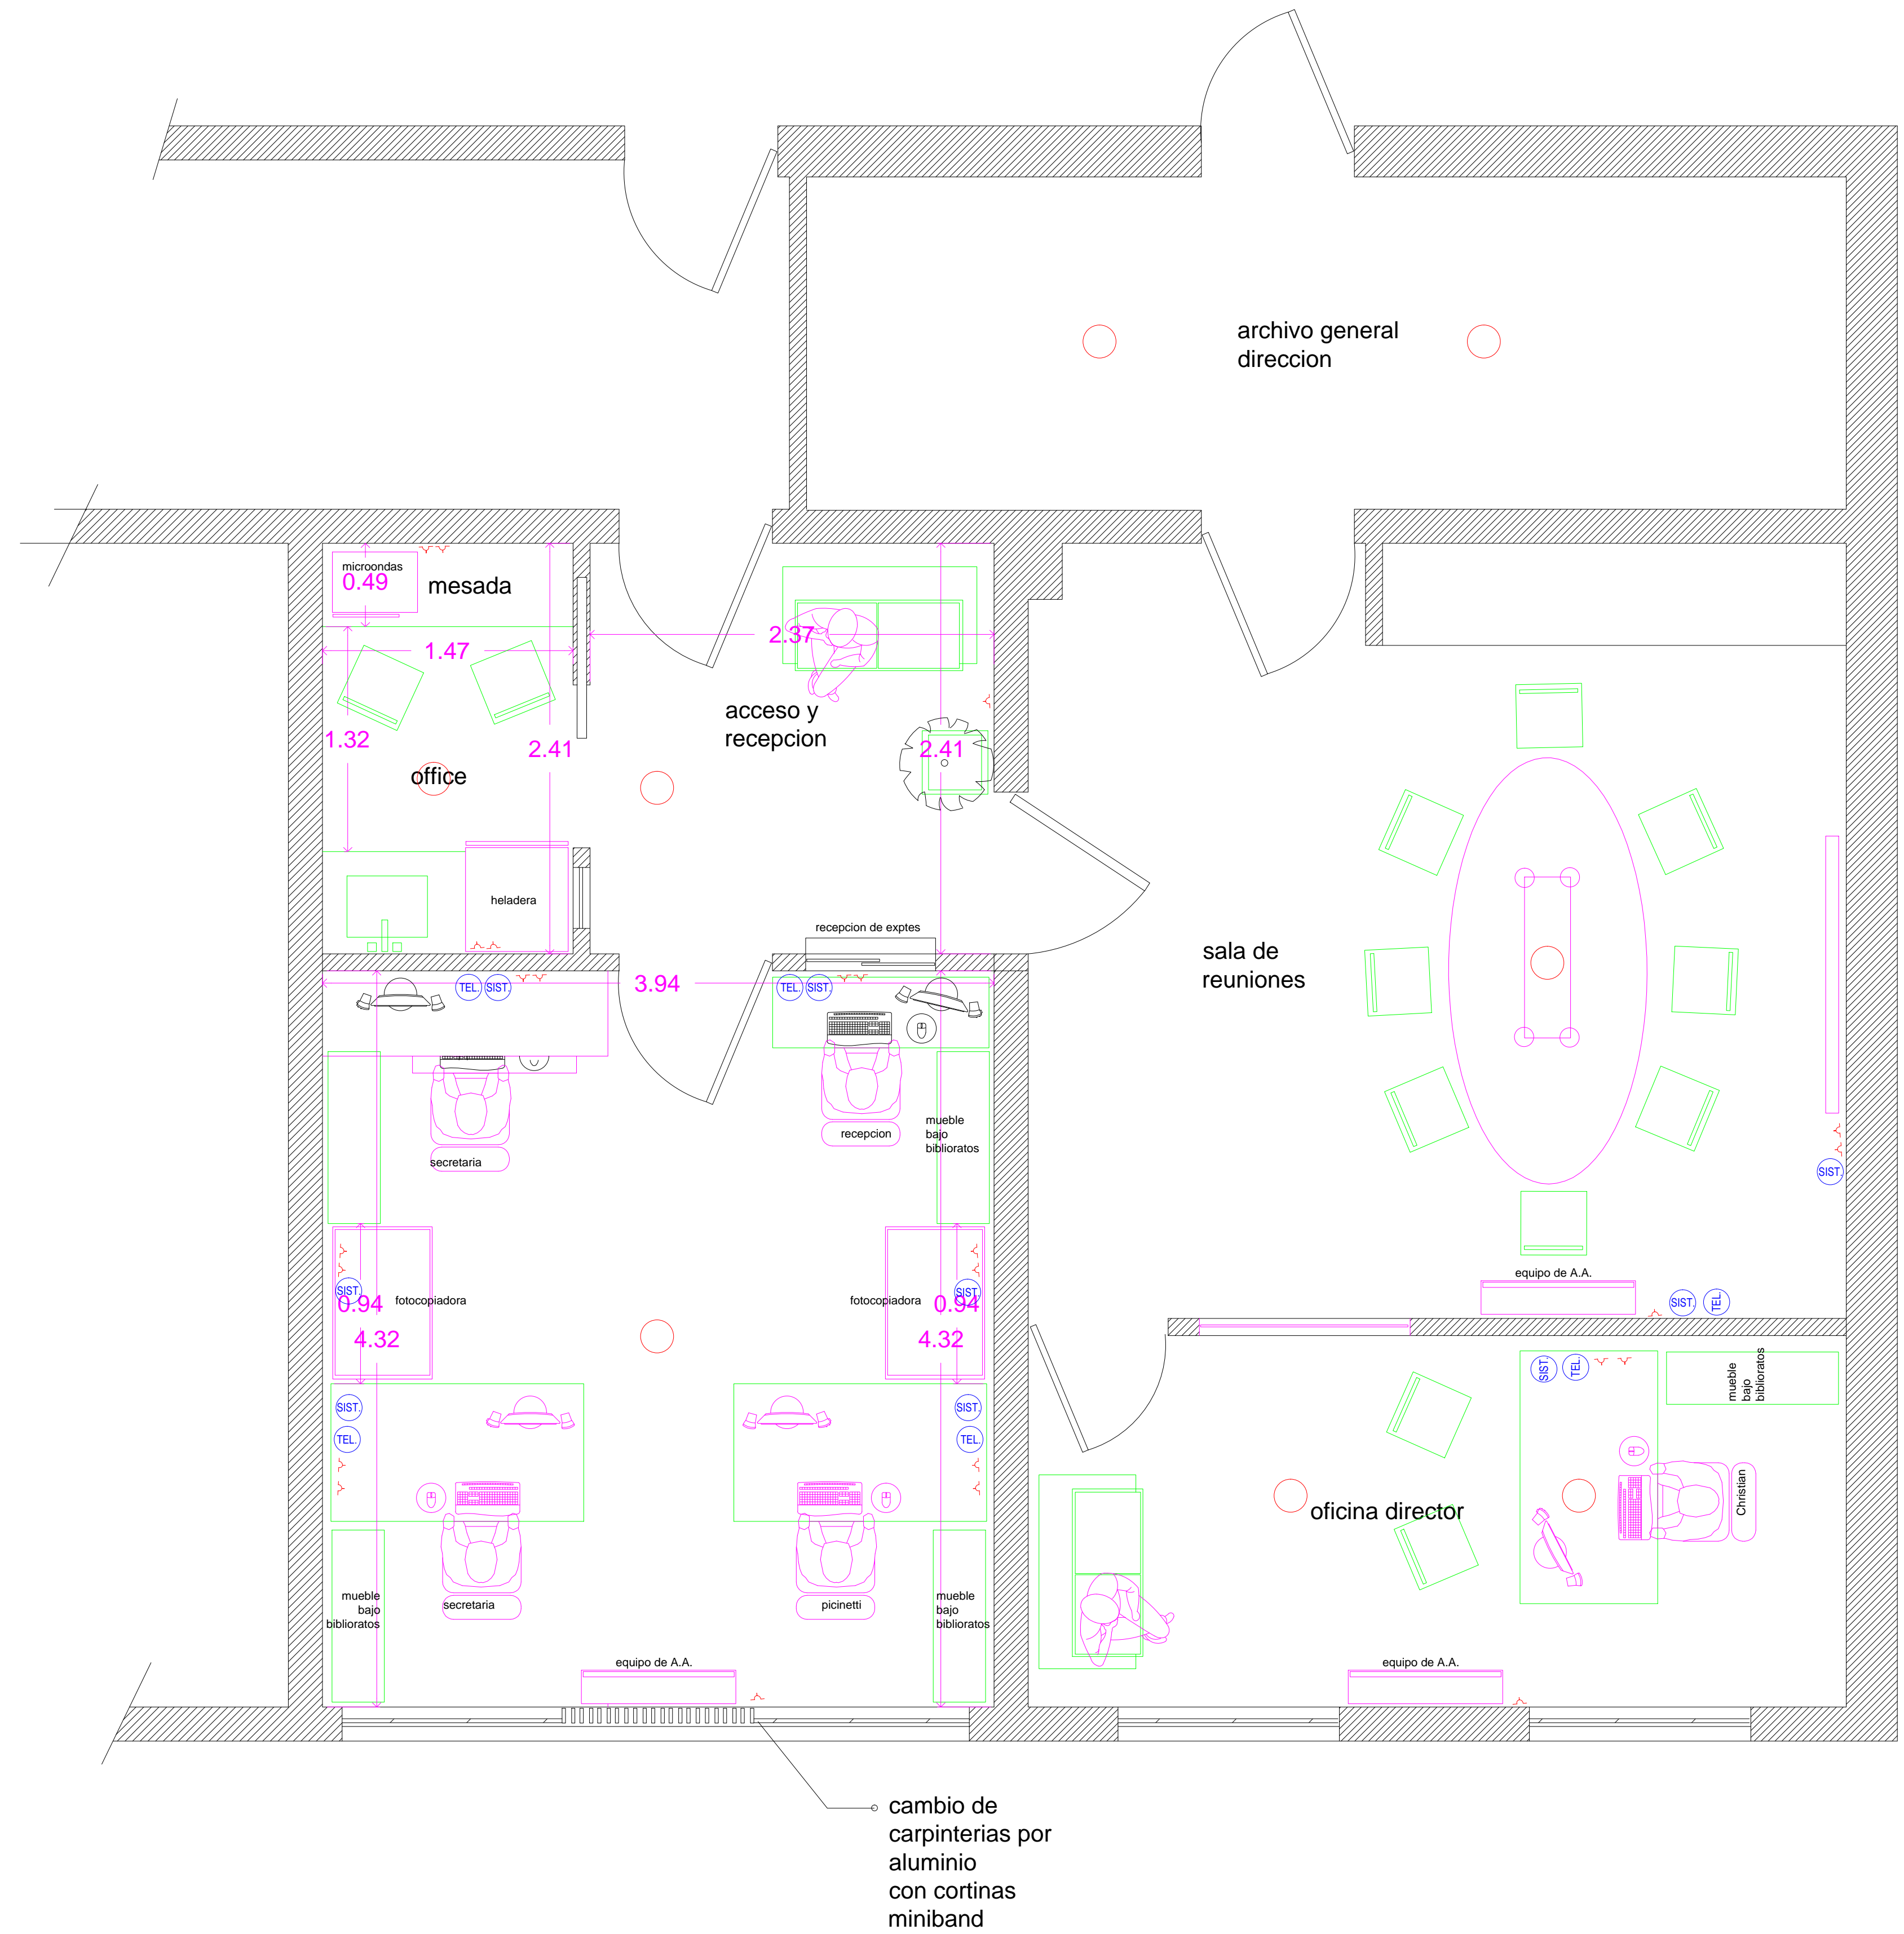 archivo general
direccion
microondas
0.49
mesada
2.37
1.47
acceso y
recepcion
1.32
2.41
2.41
office
heladera
recepcion de exptes
sala de
reuniones
3.94
TEL.
SIST.
TEL.
SIST.
mueble
bajo
biblioratos
recepcion
secretaria
SIST.
equipo de A.A.
SIST.
SIST.
0.94
fotocopiadora
fotocopiadora
0.94
SIST.
TEL.
4.32
4.32
SIST.
TEL.
mueble
bajo
biblioratos
SIST.
SIST.
TEL.
TEL.
Christian
oficina director
mueble
bajo
biblioratos
secretaria
picinetti
mueble
bajo
biblioratos
equipo de A.A.
equipo de A.A.
cambio de
carpinterias por
aluminio
con cortinas
miniband